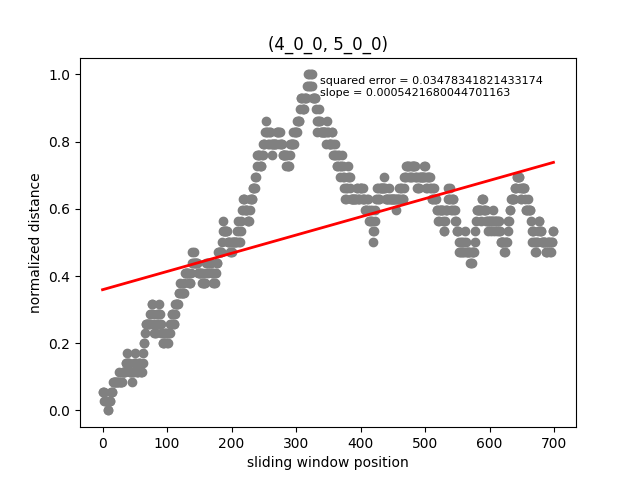 (4_0_0, 5_0_0)
squared error = 0.03478341821433174
slope = 0.0005421680044701163
normalized distance
1.0
0.8
0.6
0.4
0.2
0.0
0 100 200 300 400 500 600 700
sliding window position